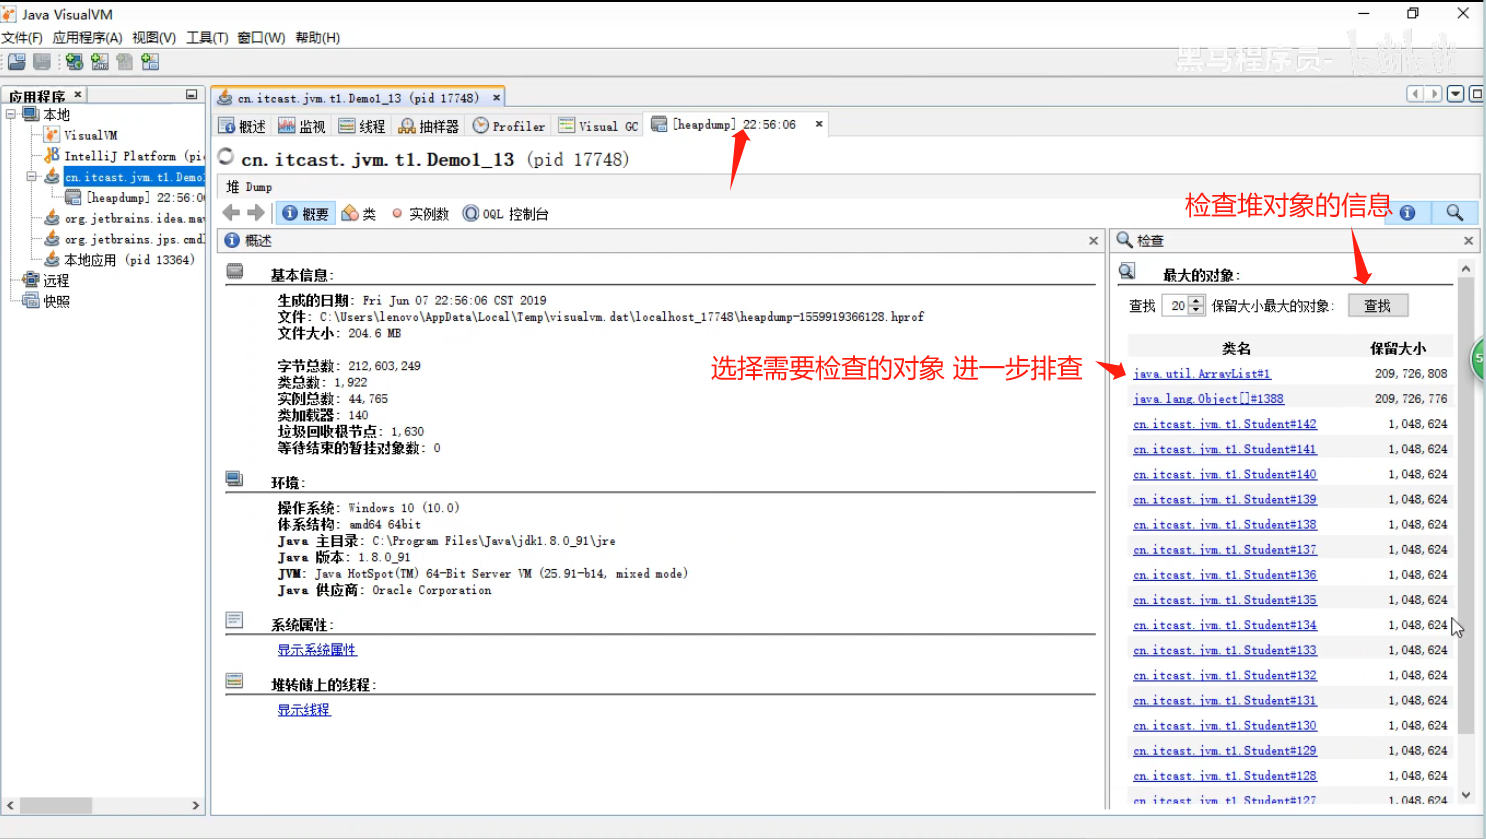 Java VisualVM
文件(F) 应用程序(A) 视图(V) 工具(T) 窗口(W) 帮助(H)
黑马程序员-
应用程序
本地
VisualVM
IntelliJ Platform (pi
cn.itcast.jvm.t1.Demo
[heapdump] 22:56:0
org.jetbrains.idea.ma
org.jetbrains.jps.cmd
本地应用 (pid 13364)
远程
快照
cn.itcast.jvm.t1.Demo1_13 (pid 17748)
概述 监视 线程 抽样器 Profiler Visual GC [heapdump] 22:56:06
cn.itcast.jvm.t1.Demo1_13 (pid 17748)
堆 Dump
概要 类 实例数 OQL 控制台
检查堆对象的信息
概述
基本信息:
生成的日期: Fri Jun 07 22:56:06 CST 2019
文件: C:\Users\lenovo\AppData\Local\Temp\visualvm.dat\localhost_17748\heapdump-1559919366128.hprof
文件大小: 204.6 MB
字节总数: 212,603,249
类总数: 1,922
实例总数: 44,765
类加载器: 140
垃圾回收根节点: 1,630
等待结束的暂挂对象数: 0
环境:
操作系统: Windows 10 (10.0)
体系结构: amd64 64bit
Java 主目录: C:\Program Files\Java\jdk1.8.0_91\jre
Java 版本: 1.8.0_91
JVM: Java HotSpot(TM) 64-Bit Server VM (25.91-b14, mixed mode)
Java 供应商: Oracle Corporation
系统属性:
显示系统属性
堆转储上的线程:
显示线程
选择需要检查的对象 进一步排查
检查
最大的对象:
查找 20 保留大小最大的对象: 查找
类名 保留大小
java.util.ArrayList#1 209,726,808
java.lang.Object[]#1388 209,726,776
cn.itcast.jvm.t1.Student#142 1,048,624
cn.itcast.jvm.t1.Student#141 1,048,624
cn.itcast.jvm.t1.Student#140 1,048,624
cn.itcast.jvm.t1.Student#139 1,048,624
cn.itcast.jvm.t1.Student#138 1,048,624
cn.itcast.jvm.t1.Student#137 1,048,624
cn.itcast.jvm.t1.Student#136 1,048,624
cn.itcast.jvm.t1.Student#135 1,048,624
cn.itcast.jvm.t1.Student#134 1,048,624
cn.itcast.jvm.t1.Student#133 1,048,624
cn.itcast.jvm.t1.Student#132 1,048,624
cn.itcast.jvm.t1.Student#131 1,048,624
cn.itcast.jvm.t1.Student#130 1,048,624
cn.itcast.jvm.t1.Student#129 1,048,624
cn.itcast.jvm.t1.Student#128 1,048,624
cn.itcast.jvm.t1.Student#127 1,048,624